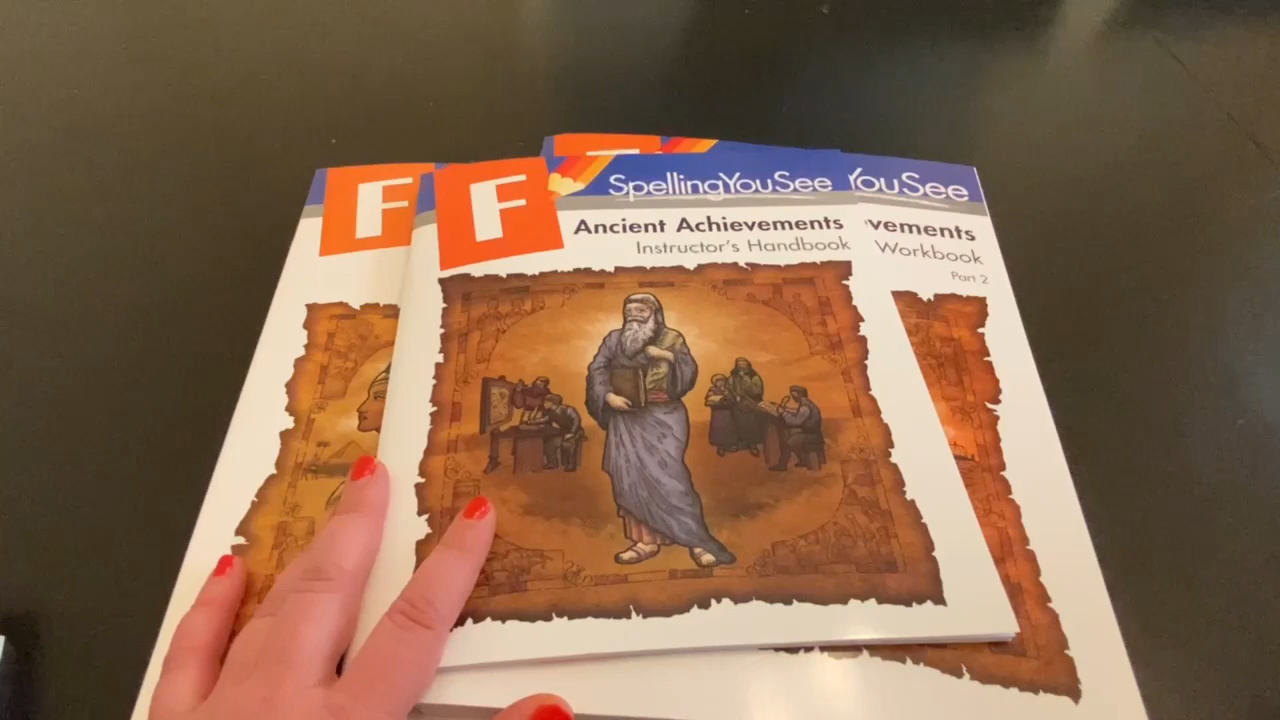 F
F
SpellingYouSee
Ancient Achievements
Instructor's Handbook
YouSee
vements
Workbook
Part 2